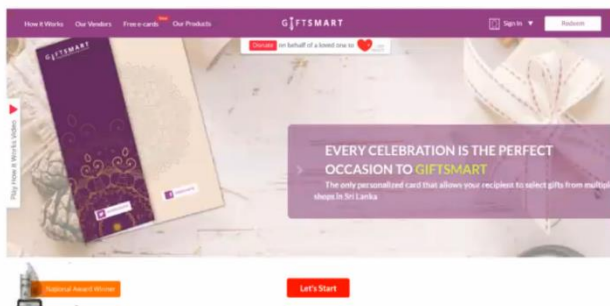 How it Works Our Vendors Free e-cards Our Products
GIFTSMART
Sign In
Redeem
Donate on behalf of a loved one to
GIFTSMART
Play How it Works Video
EVERY CELEBRATION IS THE PERFECT
OCCASION TO GIFTSMART
The only personalized card that allows your recipient to select gifts from multiple
shops in Sri Lanka
National Award Winner
Let's Start